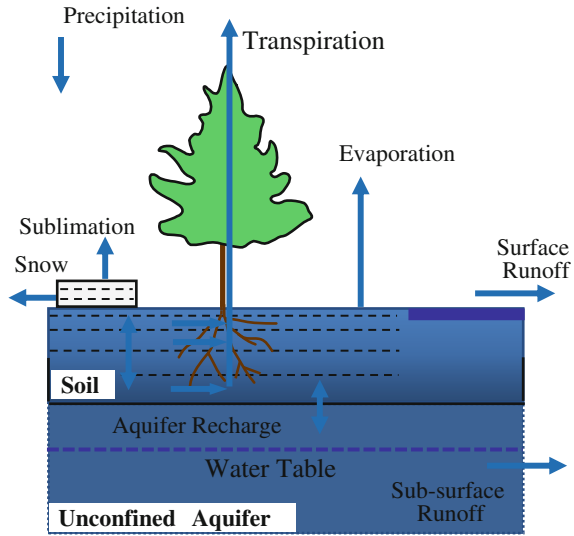 Precipitation
Transpiration
Evaporation
Sublimation
Snow
Surface
Runoff
Soil
Aquifer Recharge
Water Table
Sub-surface
Runoff
Unconfined Aquifer